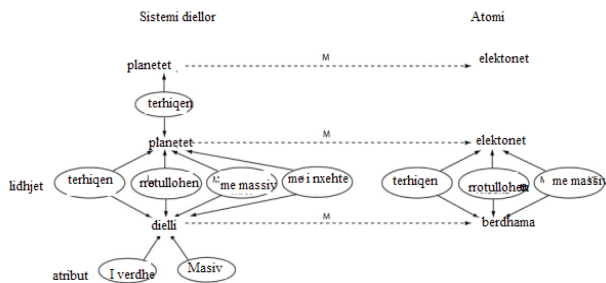 Sistemi diellor Atomi
planetet M elektonet
terhiqen
planetet M elektonet
lidhjet terhiqen rrotullohen me massiv me i nxehte terhiqen rrotullohen me massiv
dielli M berdhama
atribut I verdhe Masiv